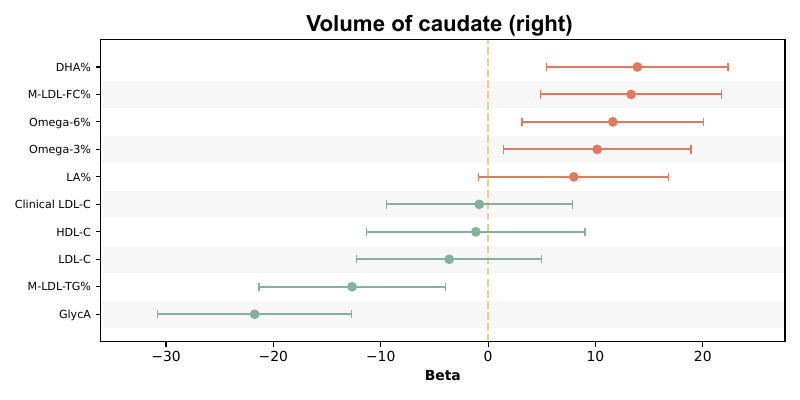 Volume of caudate (right)
DHA%
M-LDL-FC%
Omega-6%
Omega-3%
LA%
Clinical LDL-C
HDL-C
LDL-C
M-LDL-TG%
GlycA
−30 −20 −10 0 10 20
Beta